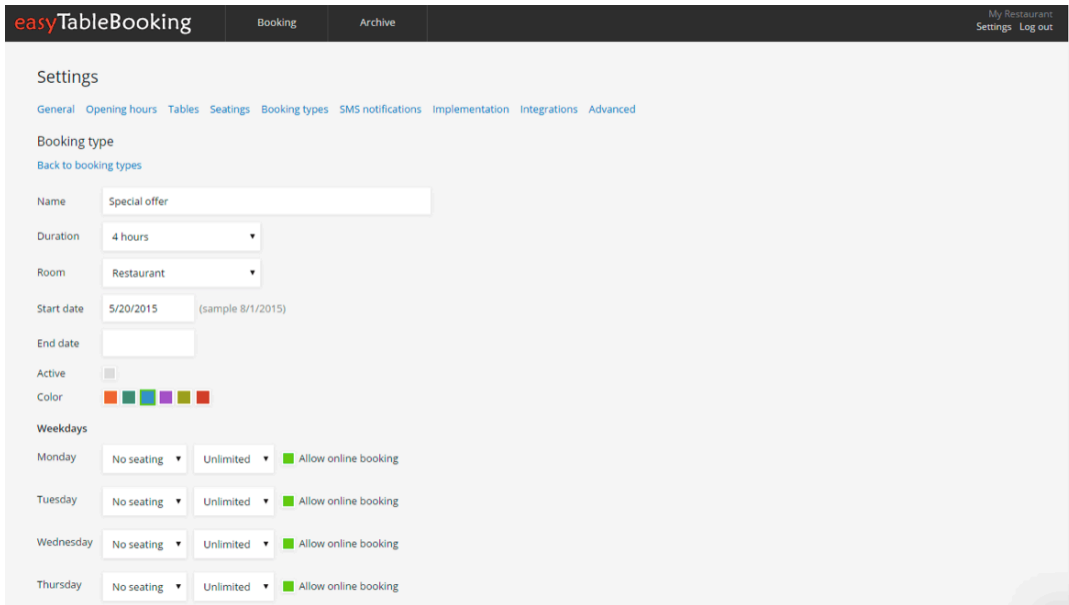 easyTableBooking Booking Archive My Restaurant
Settings Log out
Settings
General Opening hours Tables Seatings Booking types SMS notifications Implementation Integrations Advanced
Booking type
Back to booking types
Name Special offer
Duration 4 hours
Room Restaurant
Start date 5/20/2015 (sample 8/1/2015)
End date
Active
Color
Weekdays
Monday No seating Unlimited Allow online booking
Tuesday No seating Unlimited Allow online booking
Wednesday No seating Unlimited Allow online booking
Thursday No seating Unlimited Allow online booking